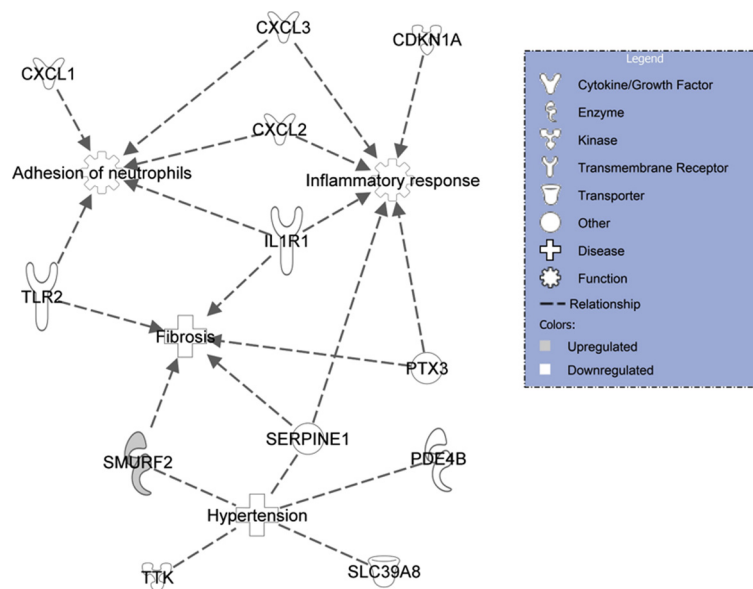 CXCL3
CDKN1A
CXCL1
CXCL2
Adhesion of neutrophils
Inflammatory response
IL1R1
TLR2
Fibrosis
PTX3
SERPINE1
SMURF2
PDE4B
Hypertension
TTK
SLC39A8
Legend
Cytokine/Growth Factor
Enzyme
Kinase
Transmembrane Receptor
Transporter
Other
Disease
Function
Relationship
Colors:
Upregulated
Downregulated